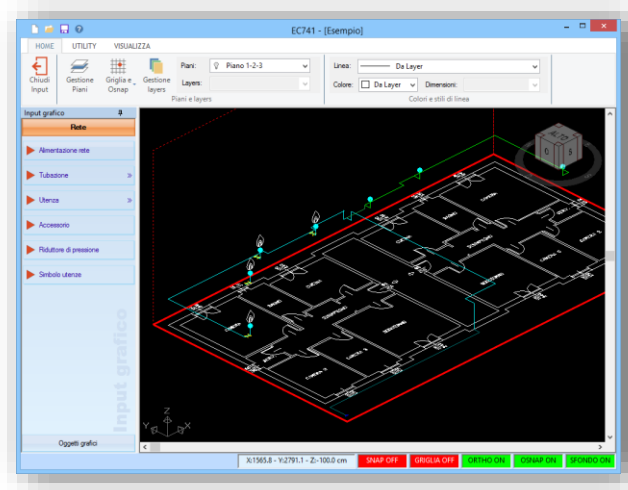 EC741 - [Esempio]
HOME UTILITY VISUALIZZA
Chiudi Input
Gestione Piani
Griglia e Osnap
Gestione layers
Piani: Piano 1-2-3
Layers:
Piani e layers
Linea: Da Layer
Colore: Da Layer Dimensioni:
Colori e stili di linea
Input grafico
Rete
Alimentazione rete
Tubazione »
Utenza »
Accessorio
Riduttore di pressione
Simbolo utenze
Input grafico
Oggetti grafici
Z
Y X
X:1565.8 - Y:2791.1 - Z:-100.0 cm SNAP OFF GRIGLIA OFF ORTHO ON OSNAP ON SFONDO ON